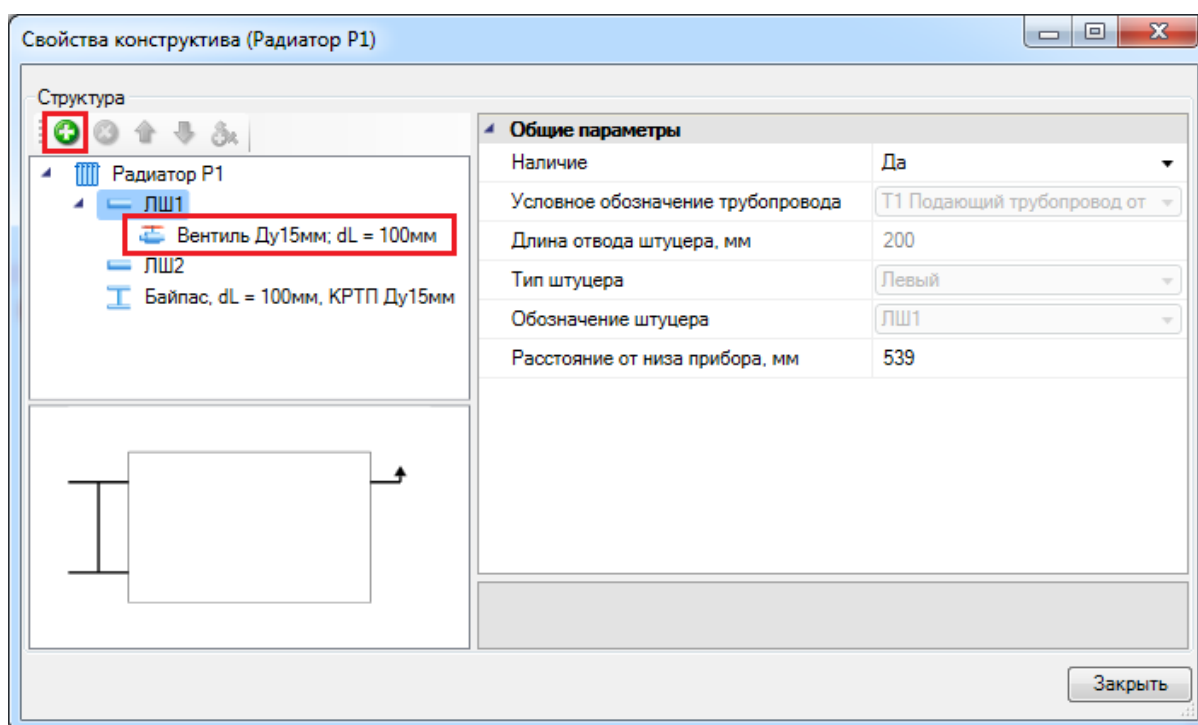 Свойства конструктива (Радиатор P1)
Структура
Радиатор P1
ЛШ1
Вентиль Ду15мм; dL = 100мм
ЛШ2
Байпас, dL = 100мм, КРТП Ду15мм
Общие параметры
Наличие Да
Условное обозначение трубопровода Т1 Подающий трубопровод от
Длина отвода штуцера, мм 200
Тип штуцера Левый
Обозначение штуцера ЛШ1
Расстояние от низа прибора, мм 539
Закрыть